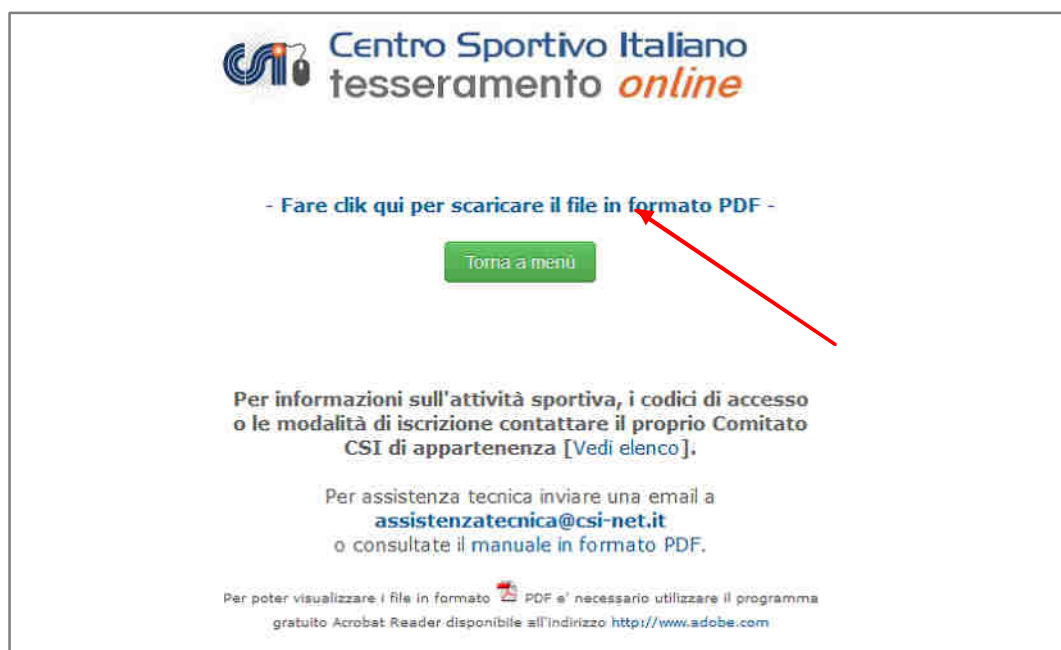 csi Centro Sportivo Italiano
tesseramento online
- Fare clik qui per scaricare il file in formato PDF -
Torna a menù
Per informazioni sull'attività sportiva, i codici di accesso
o le modalità di iscrizione contattare il proprio Comitato
CSI di appartenenza [Vedi elenco].
Per assistenza tecnica inviare una email a
assistenzatecnica@csi-net.it
o consultate il manuale in formato PDF.
Per poter visualizzare i file in formato PDF e' necessario utilizzare il programma
gratuito Acrobat Reader disponibile all'indirizzo http://www.adobe.com